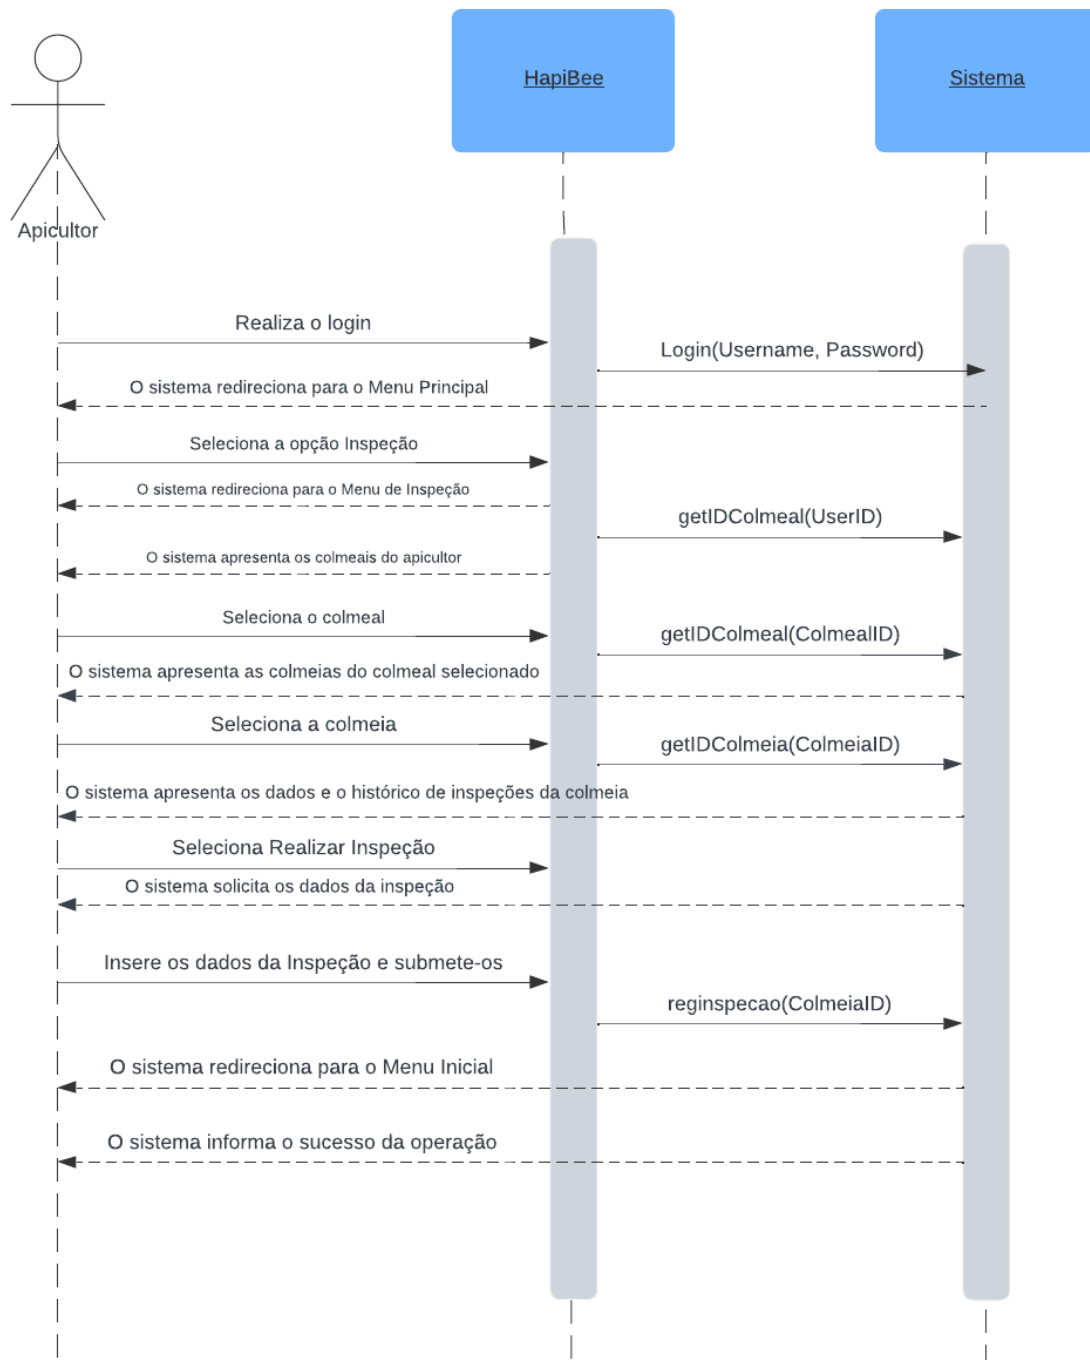 HapiBee
Sistema
Apicultor
Realiza o login
Login(Username, Password)
O sistema redireciona para o Menu Principal
Seleciona a opção Inspeção
O sistema redireciona para o Menu de Inspeção
getIDColmeal(UserID)
O sistema apresenta os colmeais do apicultor
Seleciona o colmeal
getIDColmeal(ColmealID)
O sistema apresenta as colmeias do colmeal selecionado
Seleciona a colmeia
getIDColmeia(ColmeiaID)
O sistema apresenta os dados e o histórico de inspeções da colmeia
Seleciona Realizar Inspeção
O sistema solicita os dados da inspeção
Insere os dados da Inspeção e submete-os
reginspecao(ColmeiaID)
O sistema redireciona para o Menu Inicial
O sistema informa o sucesso da operação